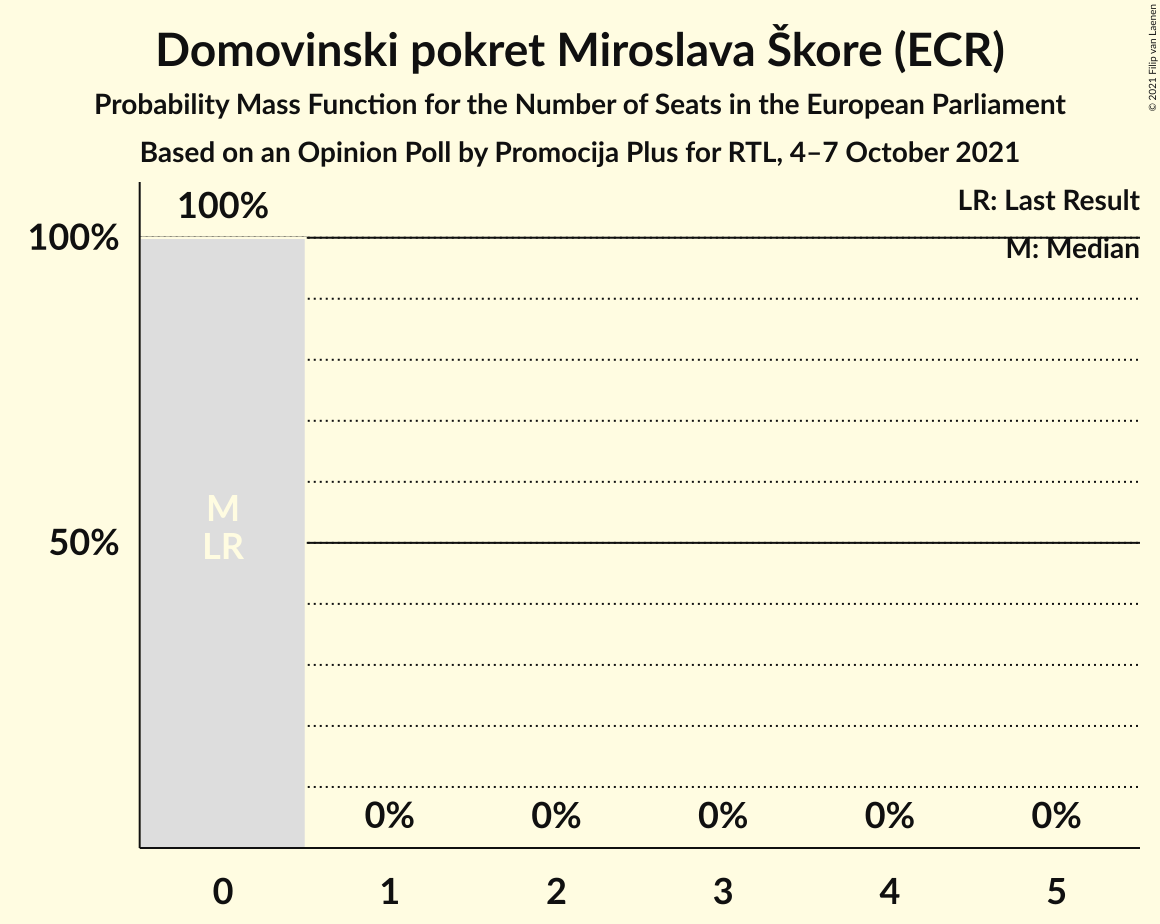 Domovinski pokret Miroslava Škore (ECR)
Probability Mass Function for the Number of Seats in the European Parliament
Based on an Opinion Poll by Promocija Plus for RTL, 4–7 October 2021
© 2021 Filip van Laenen
LR: Last Result
M: Median
100%
100%
50%
M
LR
0%
0%
0%
0%
0%
0
1
2
3
4
5